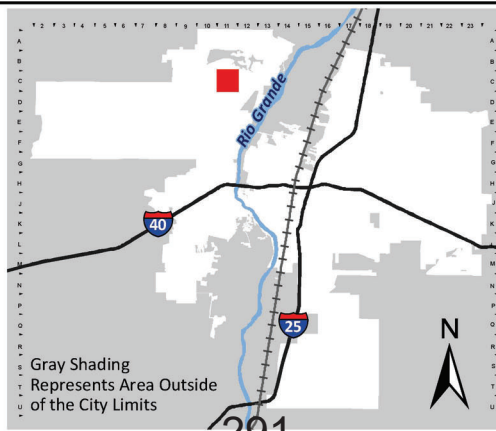 2 3 4 5 6 7 8 9 10 11 12 13 14 15 16 17 18 19 20 21 22 23
A A
B B
C C
D D
E E
F F
G G
H H
J J
K K
L L
M M
N N
P P
Q Q
R R
S S
T T
U U
Rio Grande
40
25
N
Gray Shading
Represents Area Outside
of the City Limits